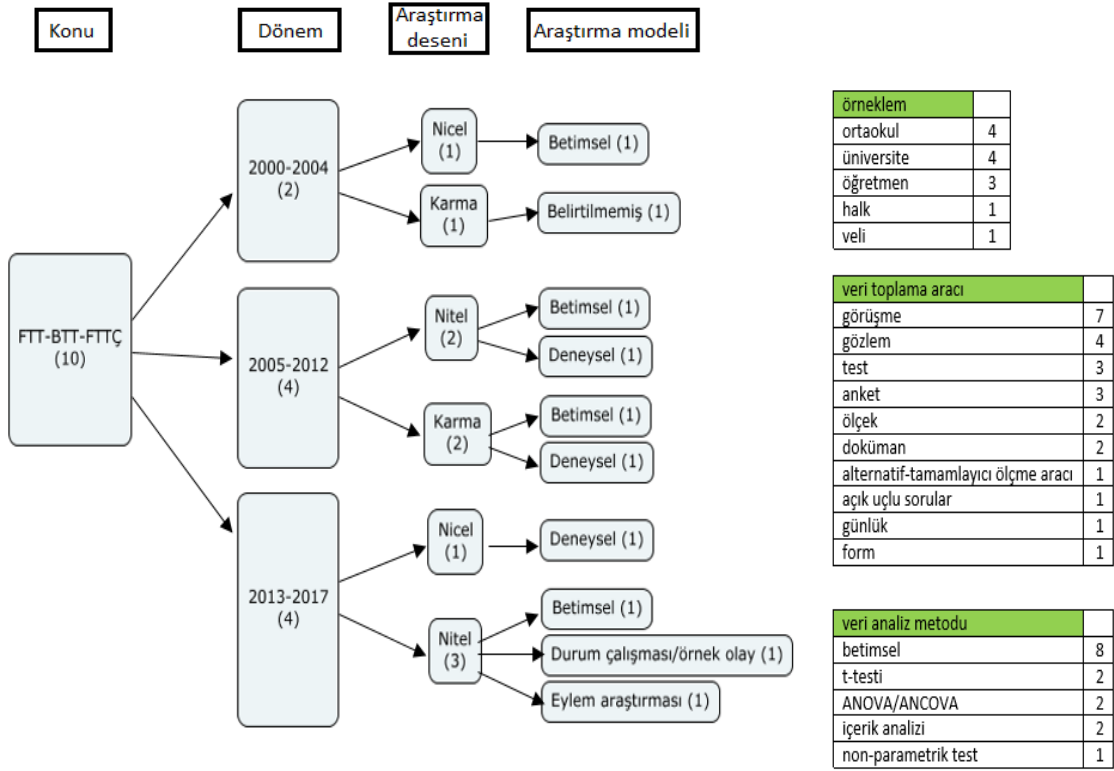 Konu
Dönem
Araştırma
deseni
Araştırma modeli
FTT-BTT-FTTÇ
(10)
2000-2004
(2)
Nicel
(1)
Betimsel (1)
Karma
(1)
Belirtilmemiş (1)
2005-2012
(4)
Nitel
(2)
Betimsel (1)
Deneysel (1)
Karma
(2)
Betimsel (1)
Deneysel (1)
2013-2017
(4)
Nicel
(1)
Deneysel (1)
Nitel
(3)
Betimsel (1)
Durum çalışması/örnek olay (1)
Eylem araştırması (1)
örneklem
ortaokul 4
üniversite 4
öğretmen 3
halk 1
veli 1
veri toplama aracı
görüşme 7
gözlem 4
test 3
anket 3
ölçek 2
doküman 2
alternatif-tamamlayıcı ölçme aracı 1
açık uçlu sorular 1
günlük 1
form 1
veri analiz metodu
betimsel 8
t-testi 2
ANOVA/ANCOVA 2
içerik analizi 2
non-parametrik test 1